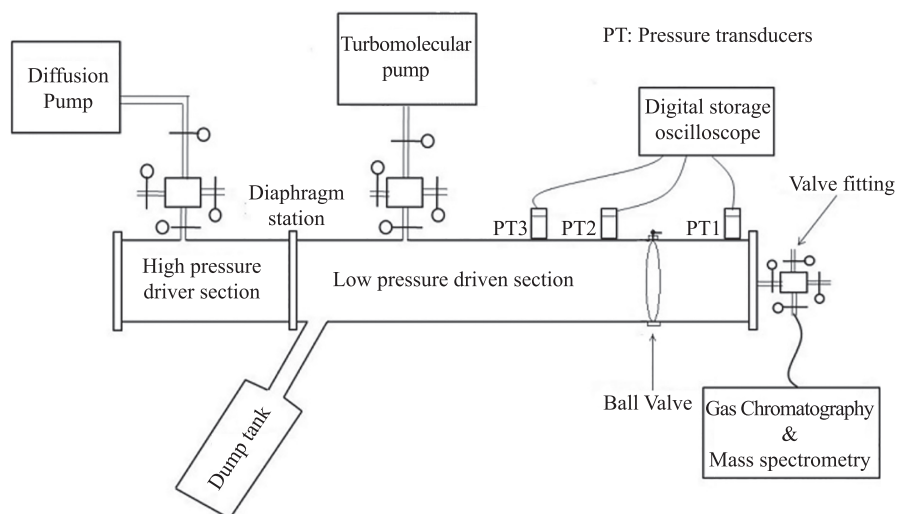 Turbomolecular
pump
PT: Pressure transducers
Diffusion
Pump
Digital storage
oscilloscope
Diaphragm
station
Valve fitting
PT3
PT2
PT1
High pressure
driver section
Low pressure driven section
Ball Valve
Dump tank
Gas Chromatography
&
Mass spectrometry